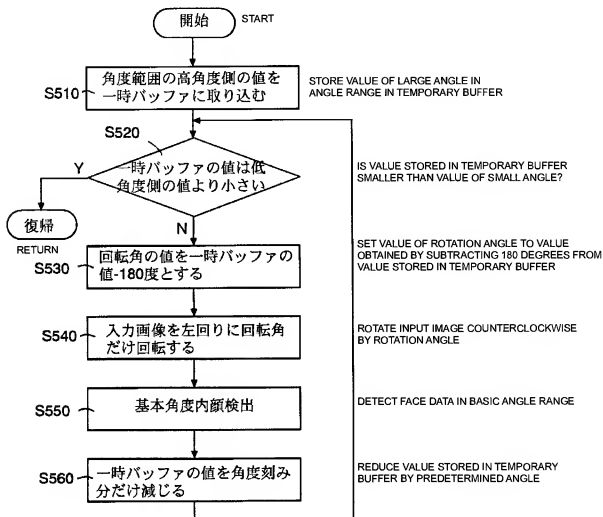 開始
START
S510
角度範囲の高角度側の値を
一時バッファに取り込む
STORE VALUE OF LARGE ANGLE IN
ANGLE RANGE IN TEMPORARY BUFFER
S520
一時バッファの値は低
角度側の値より小さい
IS VALUE STORED IN TEMPORARY BUFFER
SMALLER THAN VALUE OF SMALL ANGLE?
Y
復帰
RETURN
N
S530
回転角の値を一時バッファの
値-180度とする
SET VALUE OF ROTATION ANGLE TO VALUE
OBTAINED BY SUBTRACTING 180 DEGREES FROM
VALUE STORED IN TEMPORARY BUFFER
S540
入力画像を左回りに回転角
だけ回転する
ROTATE INPUT IMAGE COUNTERCLOCKWISE
BY ROTATION ANGLE
S550
基本角度内顔検出
DETECT FACE DATA IN BASIC ANGLE RANGE
S560
一時バッファの値を角度刻み
分だけ減じる
REDUCE VALUE STORED IN TEMPORARY
BUFFER BY PREDETERMINED ANGLE